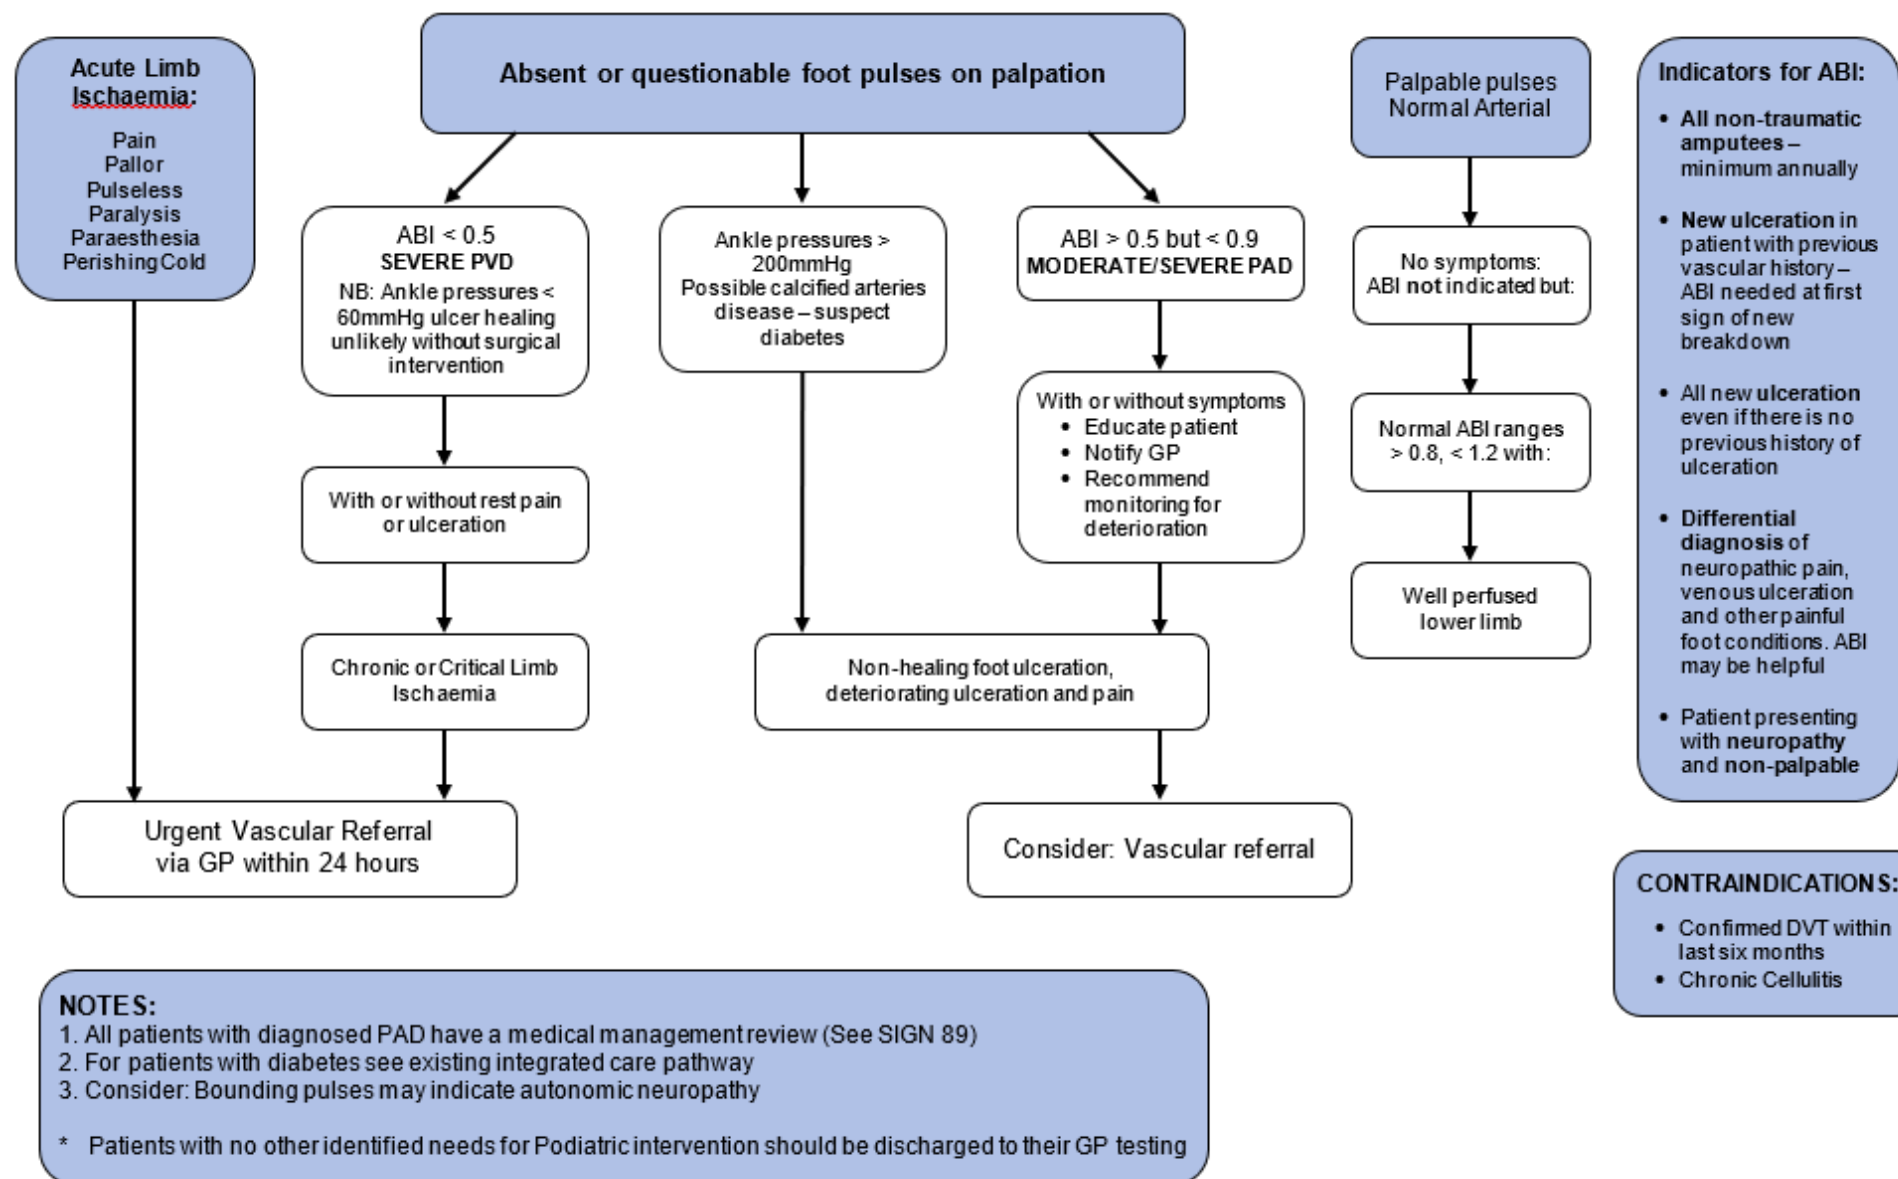 Acute Limb
Ischaemia:
Pain
Pallor
Pulseless
Paralysis
Paraesthesia
Perishing Cold
Absent or questionable foot pulses on palpation
ABI < 0.5
SEVERE PVD
NB: Ankle pressures <
60mmHg ulcer healing
unlikely without surgical
intervention
With or without rest pain
or ulceration
Chronic or Critical Limb
Ischaemia
Urgent Vascular Referral
via GP within 24 hours
Ankle pressures >
200mmHg
Possible calcified arteries
disease – suspect
diabetes
ABI > 0.5 but < 0.9
MODERATE/SEVERE PAD
With or without symptoms
• Educate patient
• Notify GP
• Recommend
monitoring for
deterioration
Non-healing foot ulceration,
deteriorating ulceration and pain
Consider: Vascular referral
Palpable pulses
Normal Arterial
No symptoms:
ABI not indicated but:
Normal ABI ranges
> 0.8, < 1.2 with:
Well perfused
lower limb
Indicators for ABI:
• All non-traumatic
amputees –
minimum annually
• New ulceration in
patient with previous
vascular history –
ABI needed at first
sign of new
breakdown
• All new ulceration
even if there is no
previous history of
ulceration
• Differential
diagnosis of
neuropathic pain,
venous ulceration
and other painful
foot conditions. ABI
may be helpful
• Patient presenting
with neuropathy
and non-palpable
CONTRAINDICATIONS:
• Confirmed DVT within
last six months
• Chronic Cellulitis
NOTES:
1. All patients with diagnosed PAD have a medical management review (See SIGN 89)
2. For patients with diabetes see existing integrated care pathway
3. Consider: Bounding pulses may indicate autonomic neuropathy
* Patients with no other identified needs for Podiatric intervention should be discharged to their GP testing